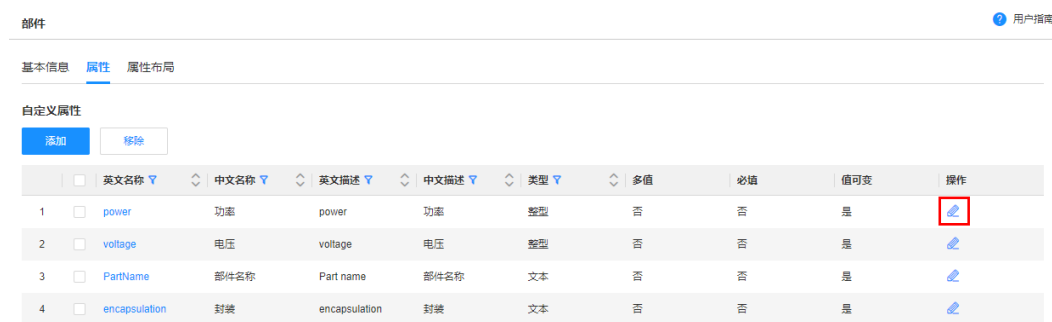 部件
? 用户指南
基本信息 属性 属性布局
自定义属性
添加 移除
英文名称 中文名称 英文描述 中文描述 类型 多值 必填 值可变 操作
1 power 功率 power 功率 整型 否 否 是
2 voltage 电压 voltage 电压 整型 否 否 是
3 PartName 部件名称 Part name 部件名称 文本 否 否 是
4 encapsulation 封装 encapsulation 封装 文本 否 否 是